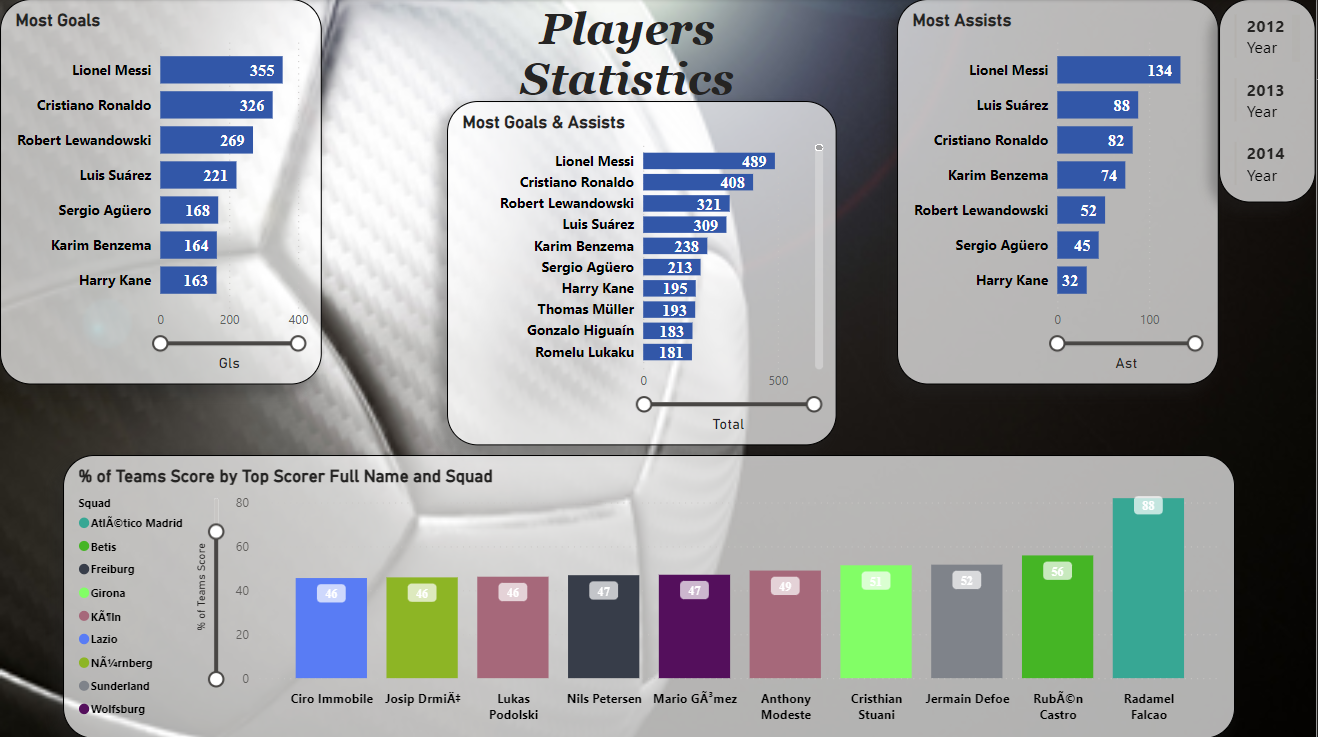 Players
Statistics
Most Goals
Lionel Messi 355
Cristiano Ronaldo 326
Robert Lewandowski 269
Luis Suárez 221
Sergio Agüero 168
Karim Benzema 164
Harry Kane 163
0 200 400
Gls
Most Goals & Assists
Lionel Messi 489
Cristiano Ronaldo 408
Robert Lewandowski 321
Luis Suárez 309
Karim Benzema 238
Sergio Agüero 213
Harry Kane 195
Thomas Müller 193
Gonzalo Higuaín 183
Romelu Lukaku 181
0 500
Total
Most Assists
Lionel Messi 134
Luis Suárez 88
Cristiano Ronaldo 82
Karim Benzema 74
Robert Lewandowski 52
Sergio Agüero 45
Harry Kane 32
0 100
Ast
2012
Year
2013
Year
2014
Year
% of Teams Score by Top Scorer Full Name and Squad
Squad
AtlÃ©tico Madrid
Betis
Freiburg
Girona
KÃ¶ln
Lazio
NÃ¼rnberg
Sunderland
Wolfsburg
% of Teams Score
80
60
40
20
0
46 46 46 47 47 49 51 52 56 88
Ciro Immobile
Josip DrmiÄ‡
Lukas
Podolski
Nils Petersen
Mario GÃ³mez
Anthony
Modeste
Cristhian
Stuani
Jermain Defoe
RubÃ©n
Castro
Radamel
Falcao